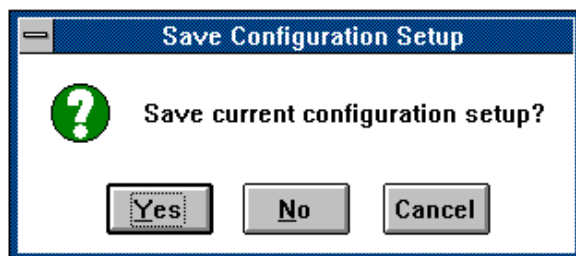 Save Configuration Setup
Save current configuration setup?
Yes No Cancel